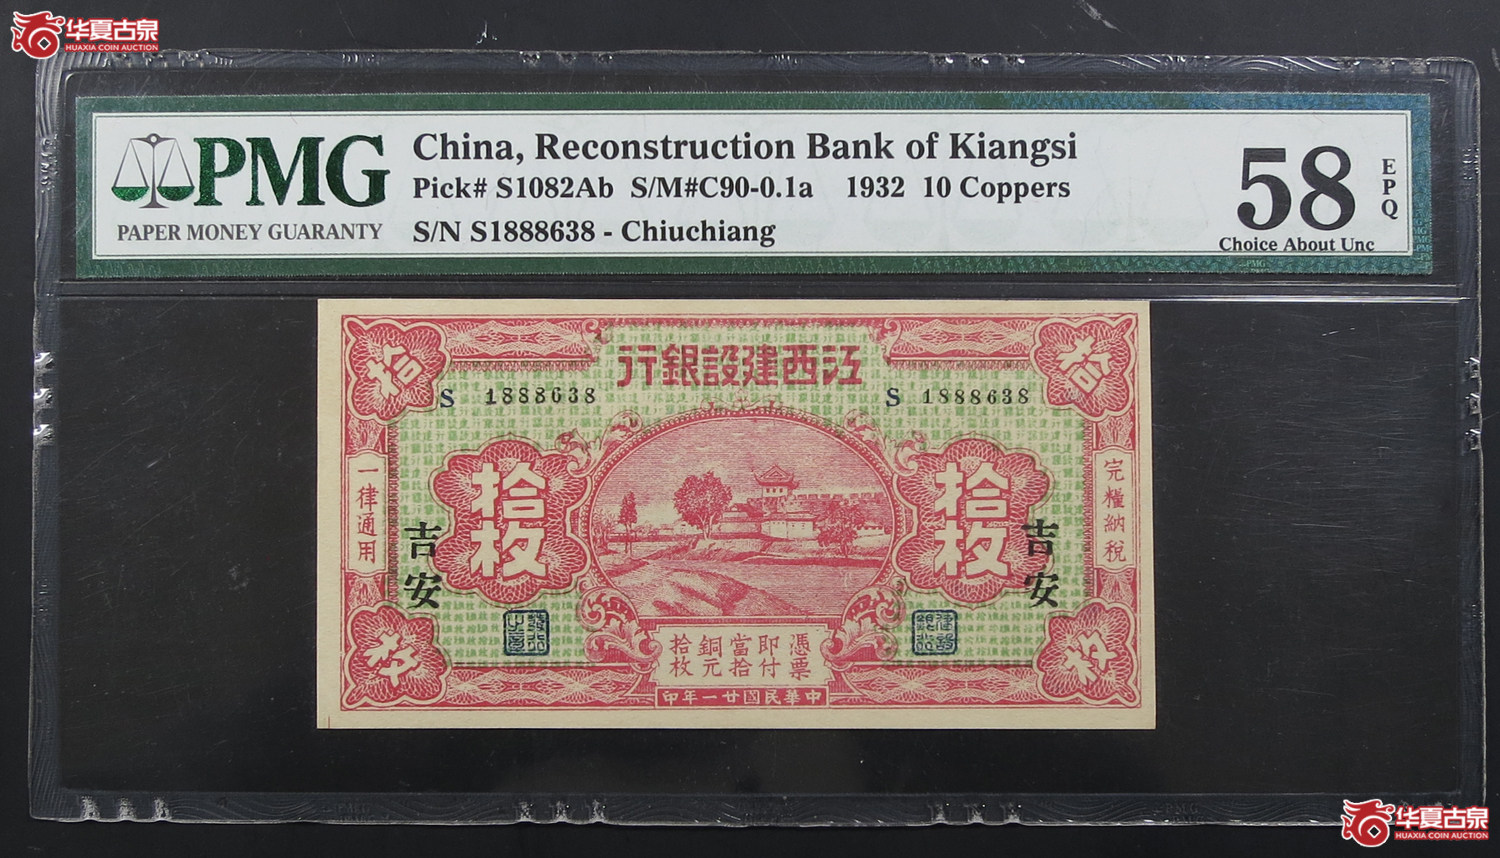 华夏古泉
HUAXIA COIN AUCTION
PMG
PAPER MONEY GUARANTY
China, Reconstruction Bank of Kiangsi
Pick# S1082Ab S/M#C90-0.1a 1932 10 Coppers
S/N S1888638 - Chiuchiang
58
EPQ
Choice About Unc
行銀設建西江
拾
拾
S 1888638
S 1888638
一律通用
完糧納稅
拾枚
拾枚
吉安
吉安
憑票
即付
當拾
銅元
拾枚
枚
枚
印年一廿國民華中
华夏古泉
HUAXIA COIN AUCTION